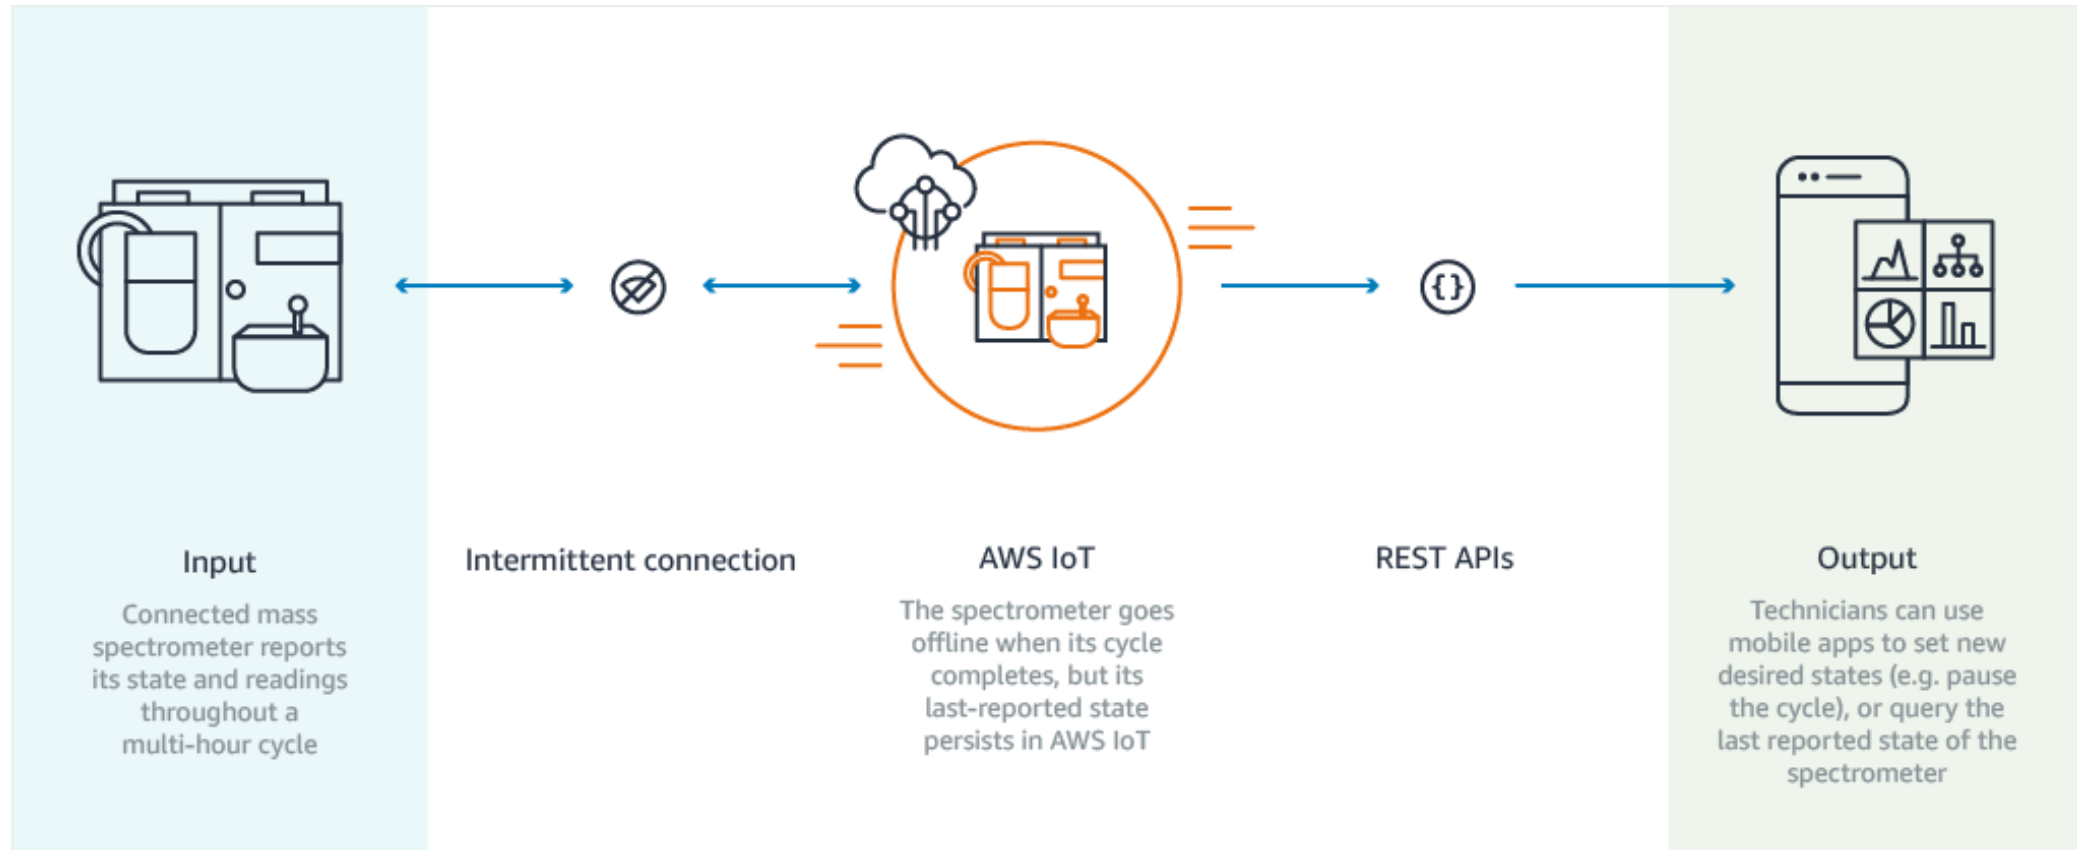 Input
Connected mass
spectrometer reports
its state and readings
throughout a
multi-hour cycle
Intermittent connection
AWS IoT
The spectrometer goes
offline when its cycle
completes, but its
last-reported state
persists in AWS IoT
REST APIs
{}
Output
Technicians can use
mobile apps to set new
desired states (e.g. pause
the cycle), or query the
last reported state of the
spectrometer